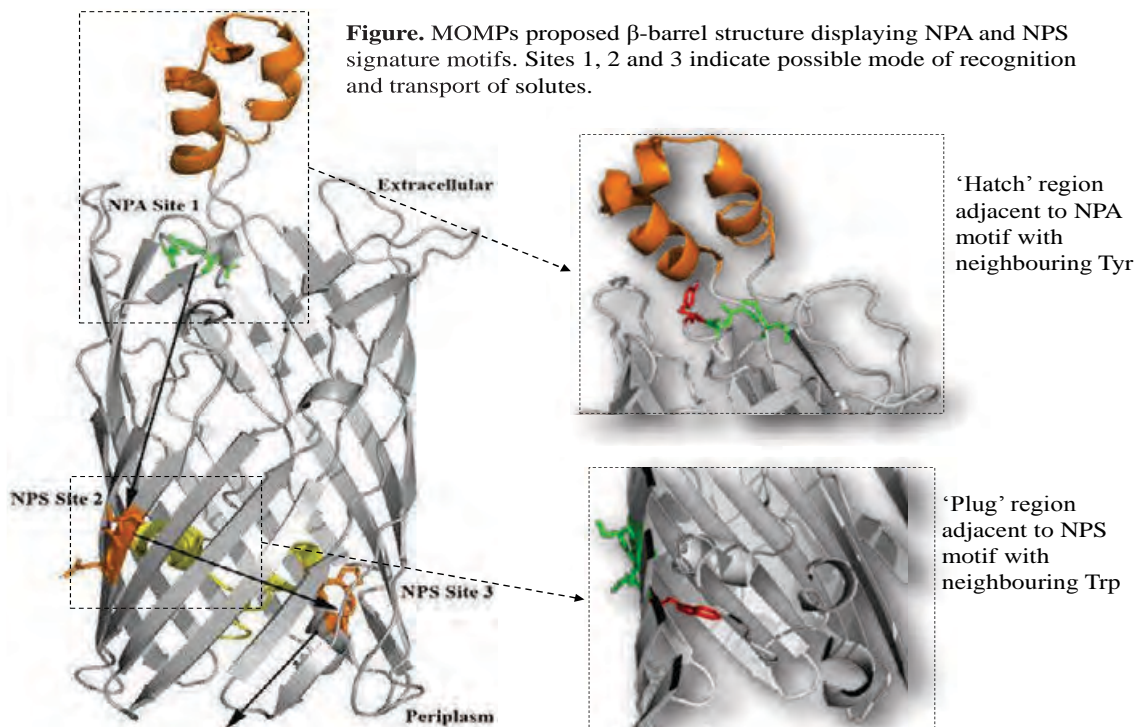 Figure. MOMPs proposed β-barrel structure displaying NPA and NPS
signature motifs. Sites 1, 2 and 3 indicate possible mode of recognition
and transport of solutes.
Extracellular
NPA Site 1
'Hatch' region
adjacent to NPA
motif with
neighbouring Tyr
NPS Site 2
NPS Site 3
Periplasm
'Plug' region
adjacent to NPS
motif with
neighbouring Trp